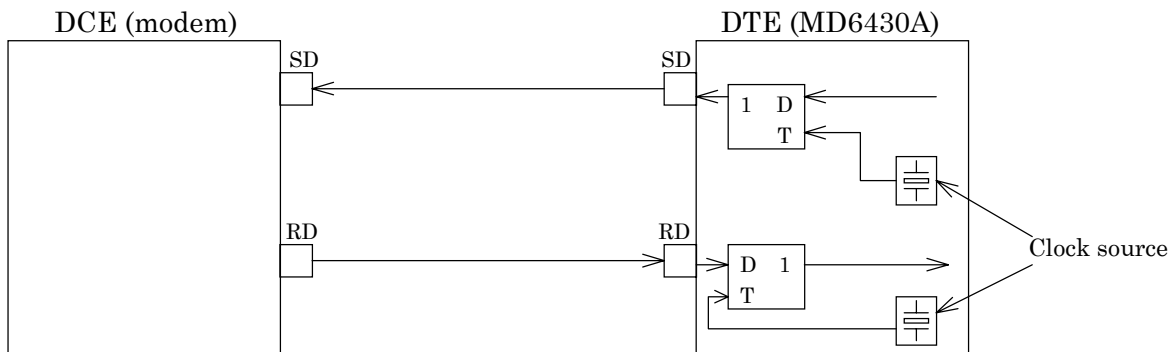 DCE (modem)
DTE (MD6430A)
SD
SD
1 D
T
RD
RD
D 1
T
Clock source